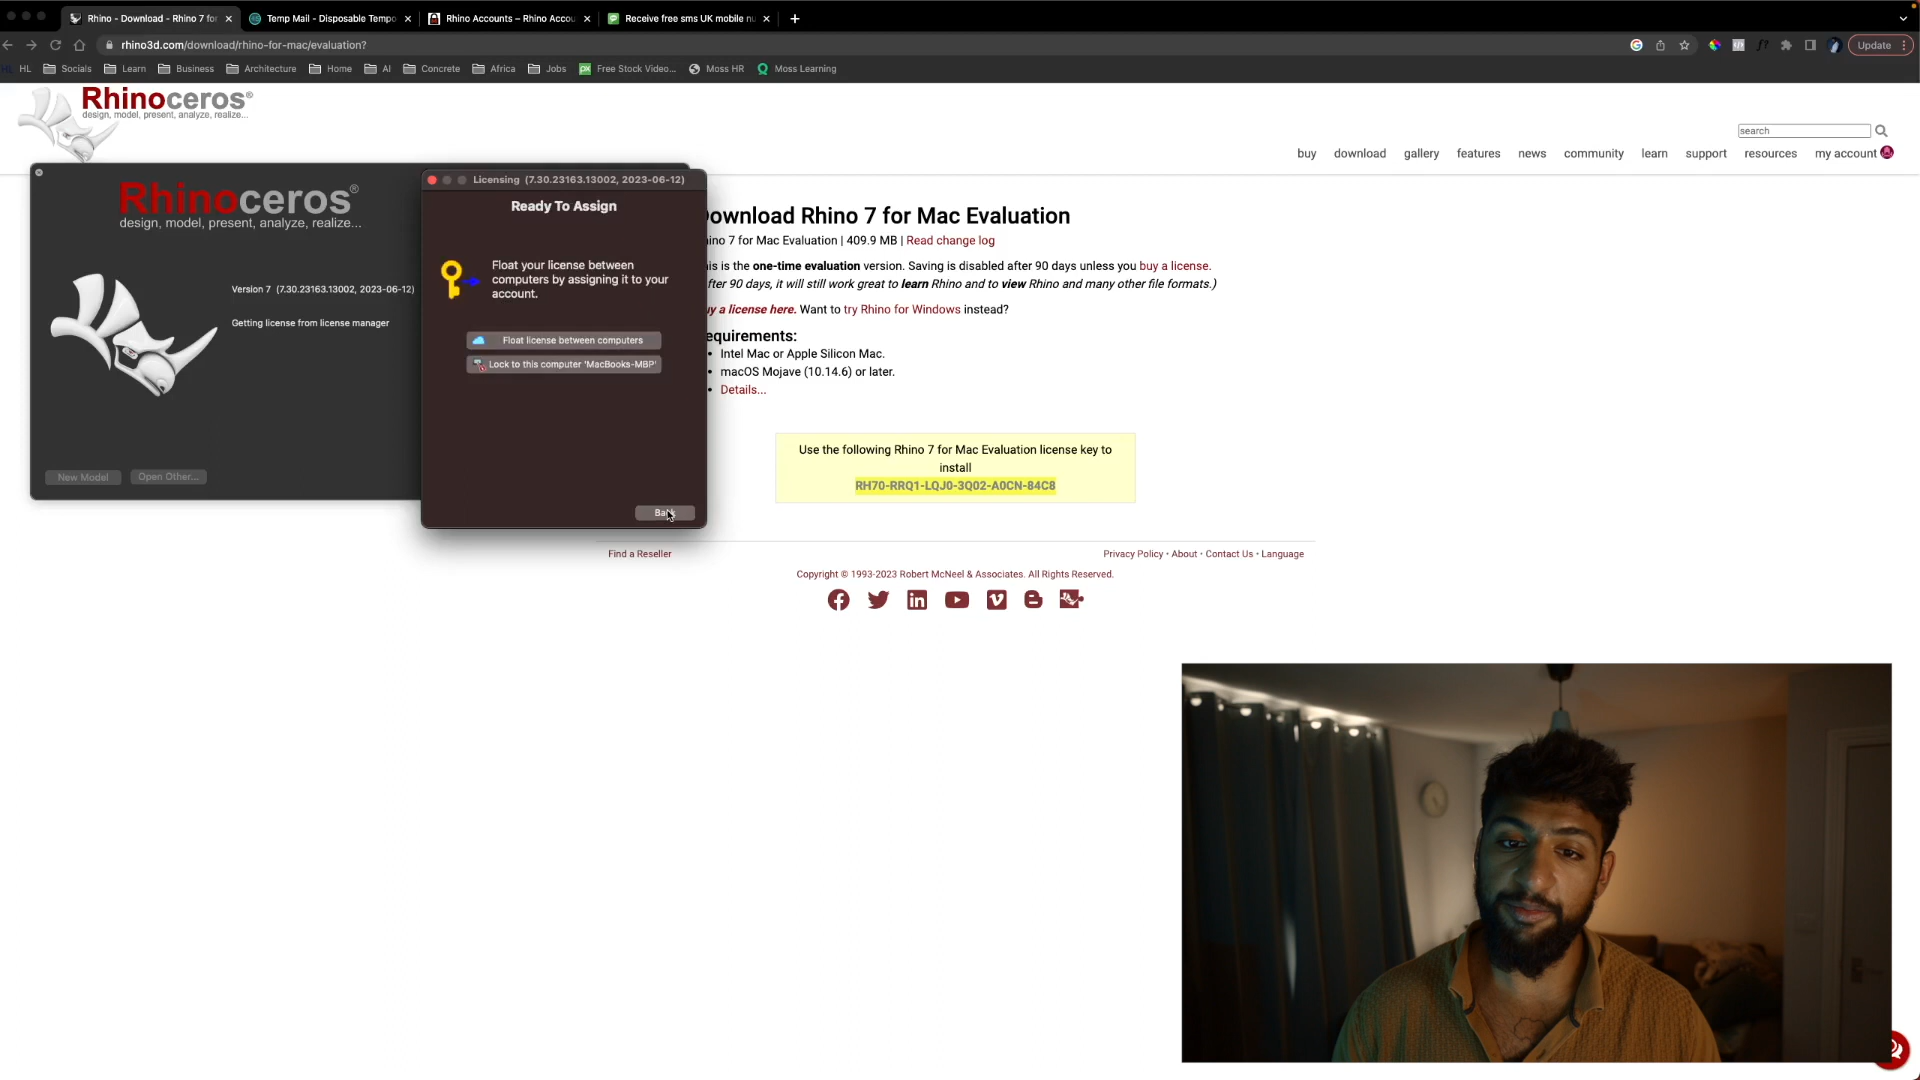 Rhino - Download - Rhino 7 for
Temp Mail - Disposable Tempo
Rhino Accounts – Rhino Accou
Receive free sms UK mobile nu
rhino3d.com/download/rhino-for-mac/evaluation?
Update
HL
Socials
Learn
Business
Architecture
Home
AI
Concrete
Africa
Jobs
Free Stock Video...
Moss HR
Moss Learning
Rhinoceros®
design, model, present, analyze, realize...
search
buy
download
gallery
features
news
community
learn
support
resources
my account
Rhinoceros®
design, model, present, analyze, realize...
Version 7 (7.30.23163.13002, 2023-06-12)
Getting license from license manager
New Model
Open Other...
Licensing (7.30.23163.13002, 2023-06-12)
Ready To Assign
Float your license between
computers by assigning it to your
account.
Float license between computers
Lock to this computer 'MacBooks-MBP'
Back
ownload Rhino 7 for Mac Evaluation
ino 7 for Mac Evaluation | 409.9 MB | Read change log
is is the one-time evaluation version. Saving is disabled after 90 days unless you buy a license.
fter 90 days, it will still work great to learn Rhino and to view Rhino and many other file formats.)
y a license here. Want to try Rhino for Windows instead?
equirements:
Intel Mac or Apple Silicon Mac.
macOS Mojave (10.14.6) or later.
Details...
Use the following Rhino 7 for Mac Evaluation license key to
install
RH70-RRQ1-LQJ0-3Q02-A0CN-84C8
Find a Reseller
Privacy Policy • About • Contact Us • Language
Copyright © 1993-2023 Robert McNeel & Associates. All Rights Reserved.